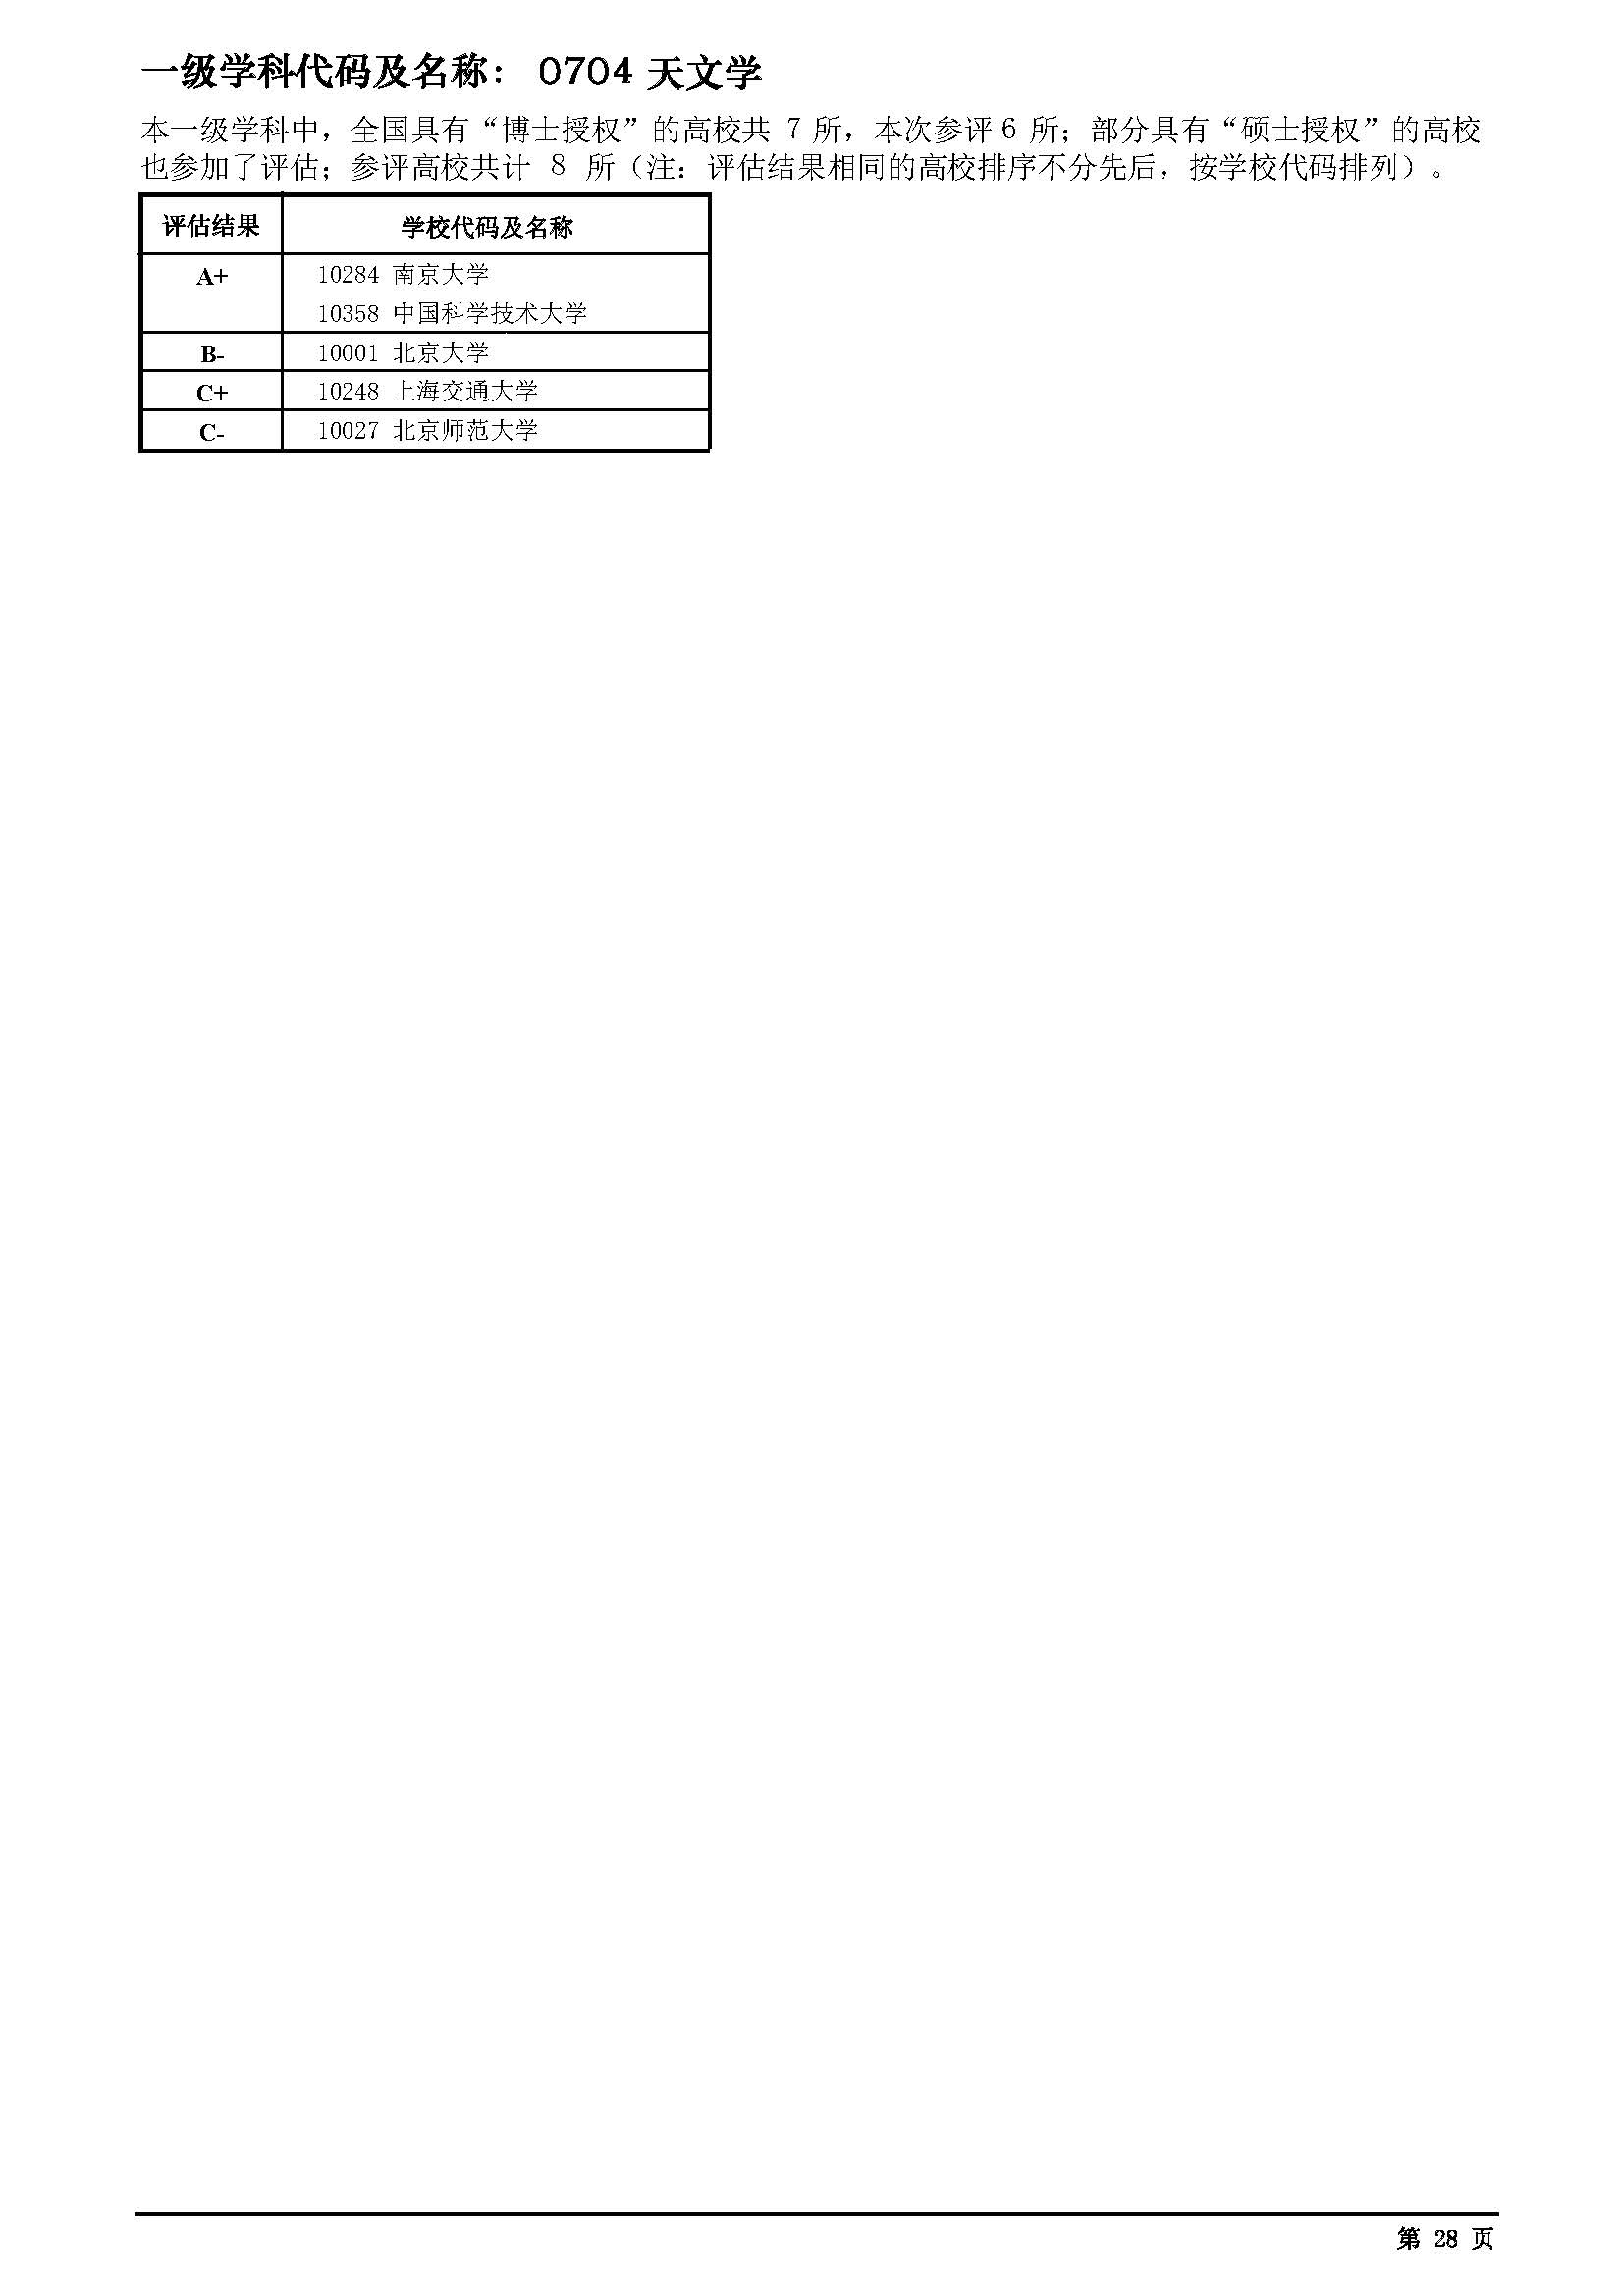 一级学科代码及名称： 0704 天文学
本一级学科中，全国具有“博士授权”的高校共 7 所，本次参评 6 所；部分具有“硕士授权”的高校
也参加了评估；参评高校共计 8 所（注：评估结果相同的高校排序不分先后，按学校代码排列）。
评估结果 学校代码及名称
A+ 10284 南京大学
10358 中国科学技术大学
B- 10001 北京大学
C+ 10248 上海交通大学
C- 10027 北京师范大学
第 28 页